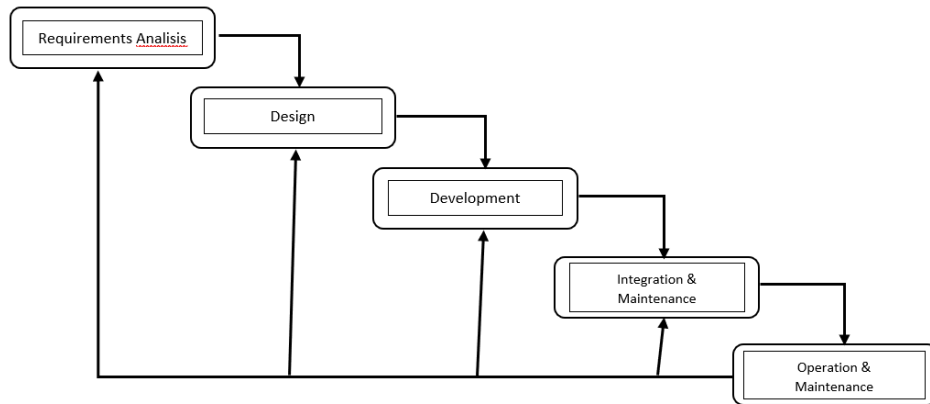 Requirements Analisis
Design
Development
Integration &
Maintenance
Operation &
Maintenance